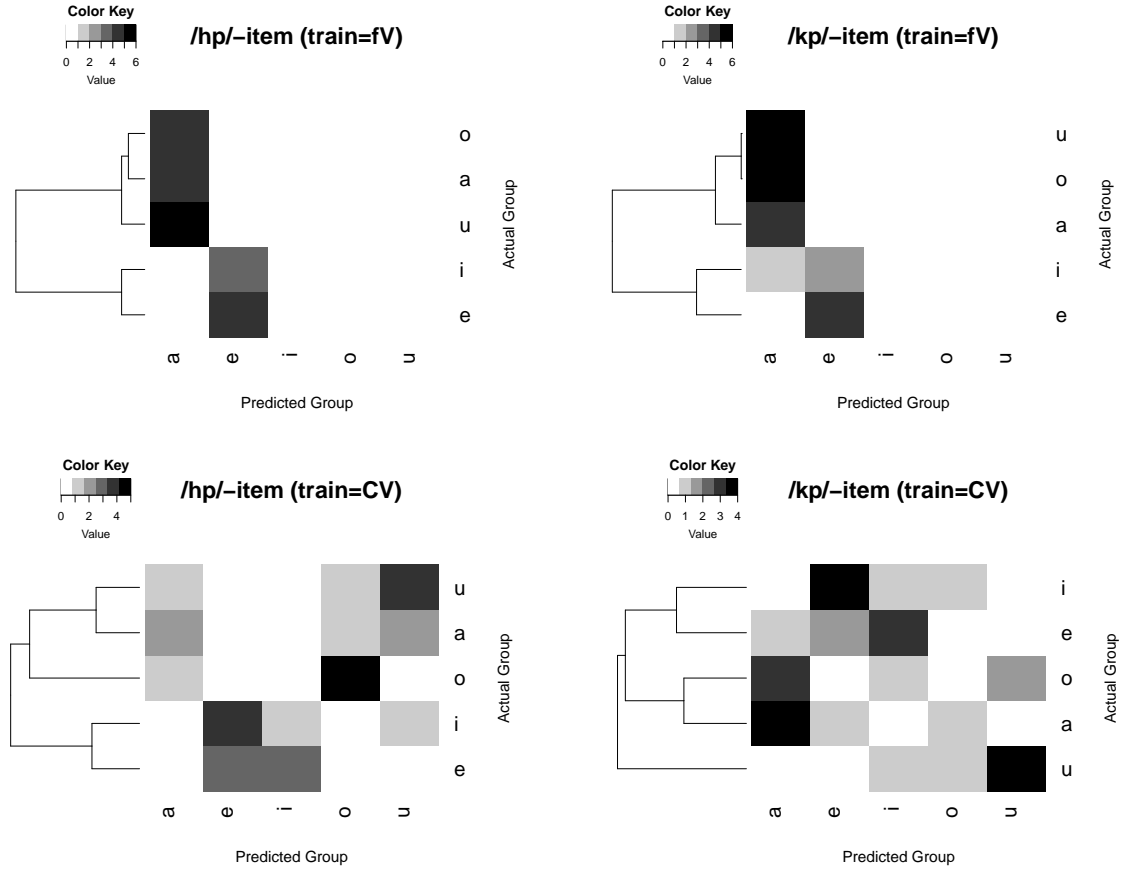 Color Key
0 2 4 6
Value
/hp/−item (train=fV)
o
a
u
i
e
Actual Group
a e i o u
Predicted Group
Color Key
0 2 4 6
Value
/kp/−item (train=fV)
u
o
a
i
e
Actual Group
a e i o u
Predicted Group
Color Key
0 2 4
Value
/hp/−item (train=CV)
u
a
o
i
e
Actual Group
a e i o u
Predicted Group
Color Key
0 1 2 3 4
Value
/kp/−item (train=CV)
i
e
o
a
u
Actual Group
a e i o u
Predicted Group